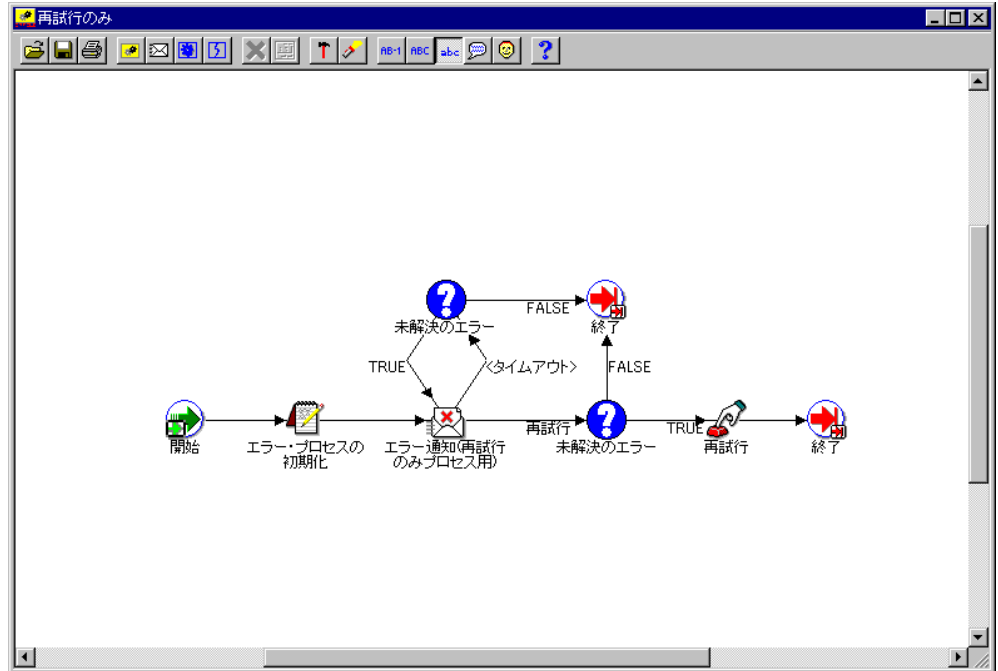 再試行のみ
AB-1 ABC abc
FALSE
未解決のエラー
終了
TRUE
<タイムアウト>
FALSE
再試行
TRUE
開始
エラー・プロセスの
初期化
エラー通知(再試行
のみプロセス用)
未解決のエラー
再試行
終了